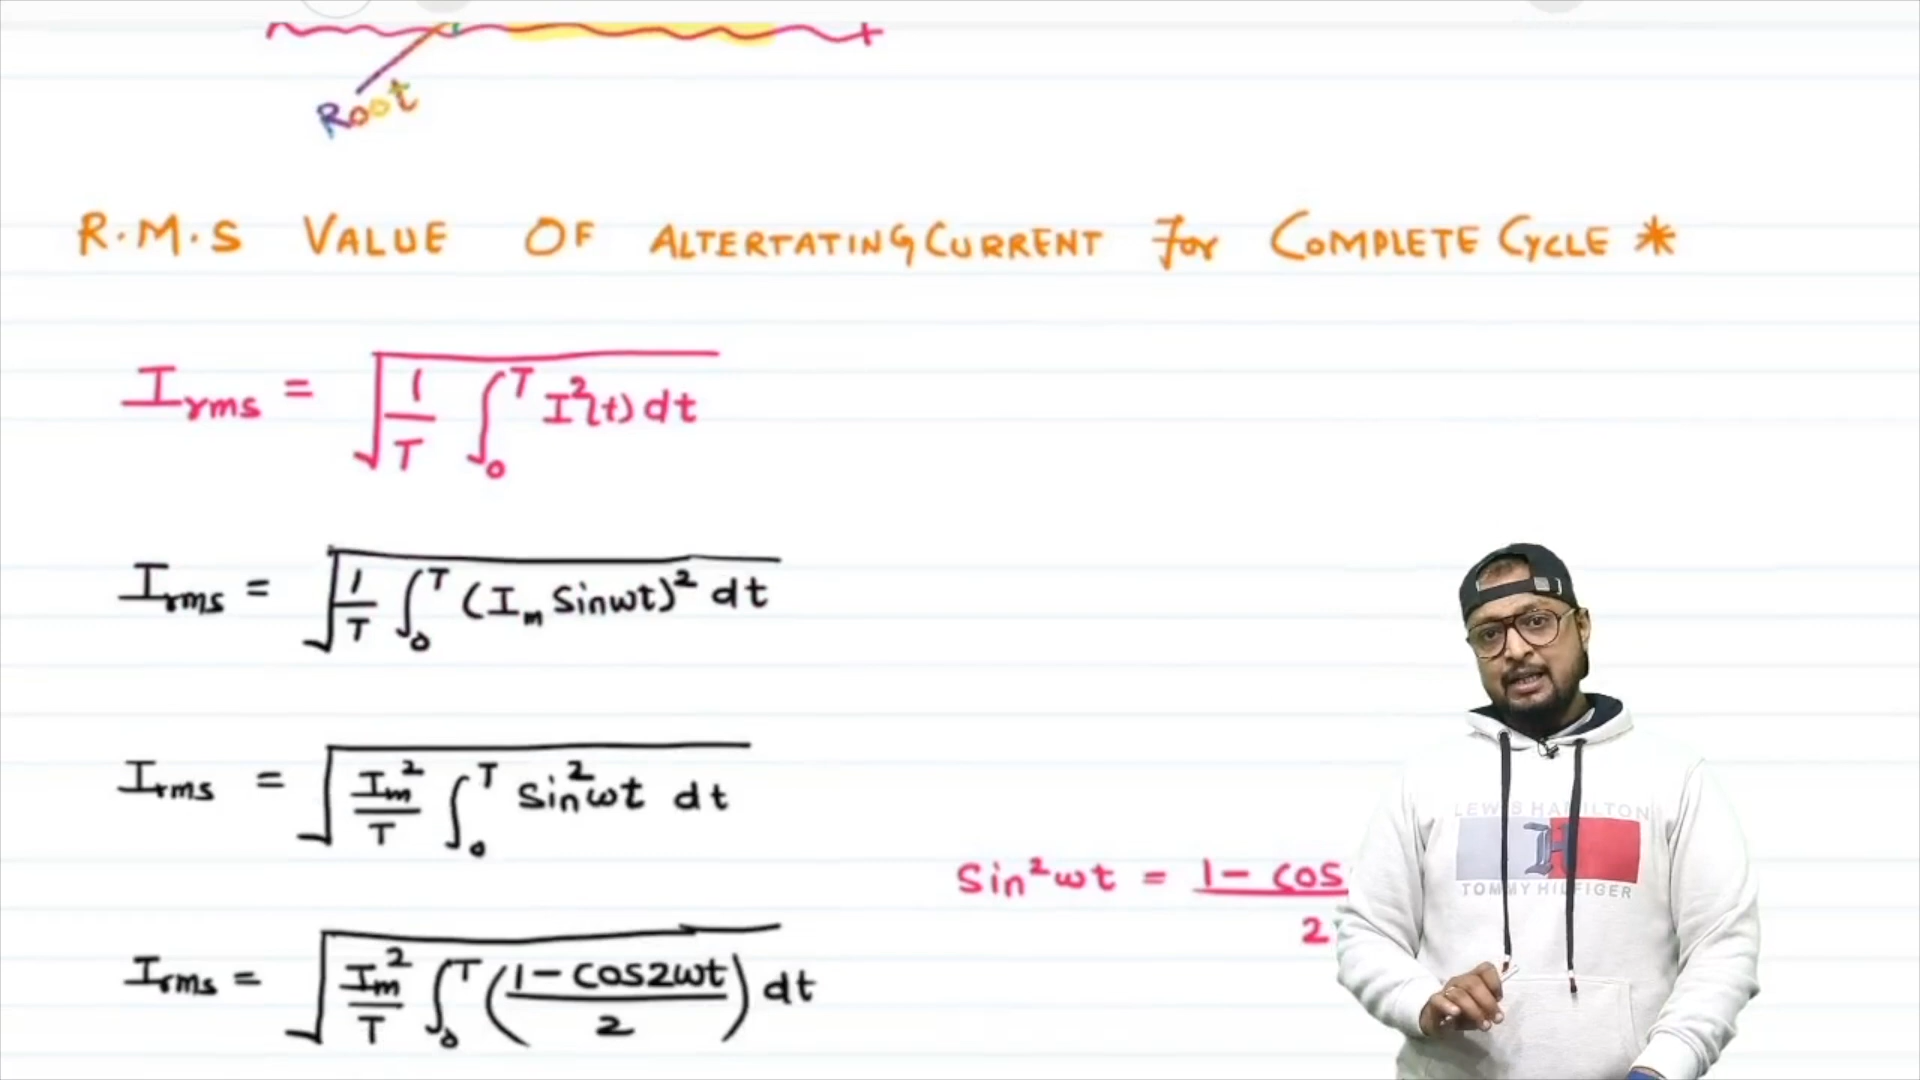 Root
R.M.S VALUE OF ALTERTATING CURRENT For COMPLETE CYCLE *
Irms = √(1/T ∫₀ᵀ I²(t) dt)
Irms = √(1/T ∫₀ᵀ (Im Sinωt)² dt)
Irms = √(Im²/T ∫₀ᵀ Sin²ωt dt)
Sin²ωt = 1 - COS / 2
Irms = √(Im²/T ∫₀ᵀ (1 - COS2ωt / 2) dt)
LEWIS HAMILTON
H
TOMMY HILFIGER